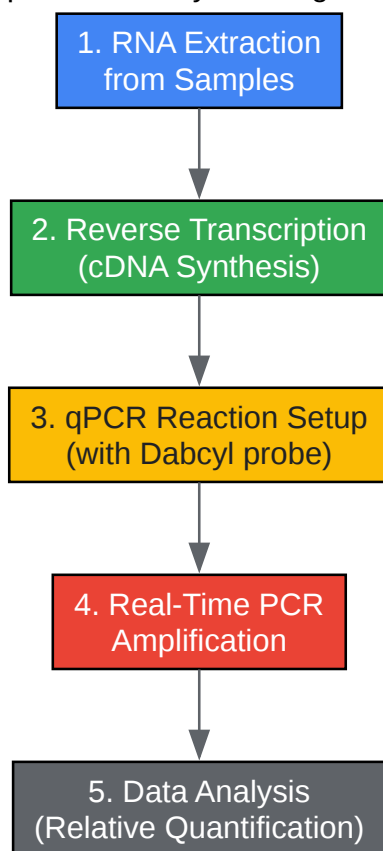 1. RNA Extraction
from Samples
2. Reverse Transcription
(cDNA Synthesis)
3. qPCR Reaction Setup
(with Dabcyl probe)
4. Real-Time PCR
Amplification
5. Data Analysis
(Relative Quantification)